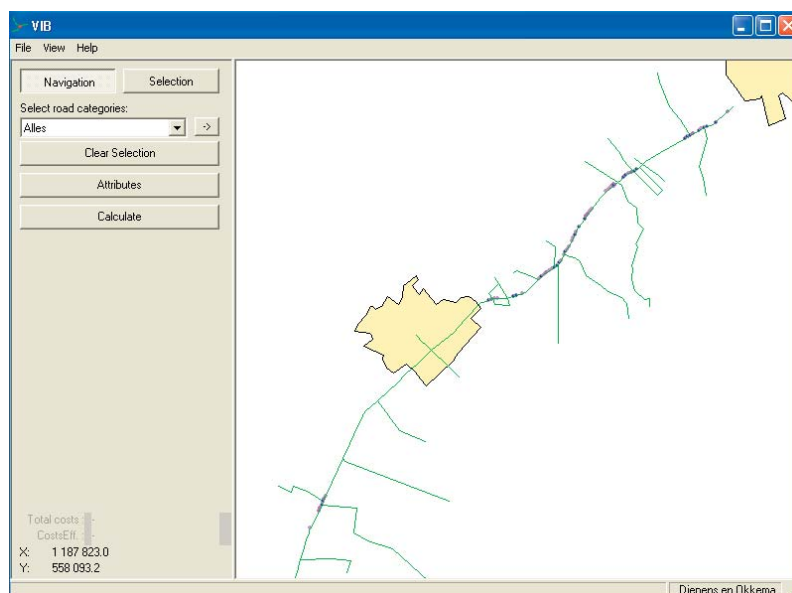 VIB
File View Help
Navigation Selection
Select road categories:
Alles ->
Clear Selection
Attributes
Calculate
Total costs : -
CostsEff. : -
X: 1 187 823.0
Y: 558 093.2
Dienens en Okkema